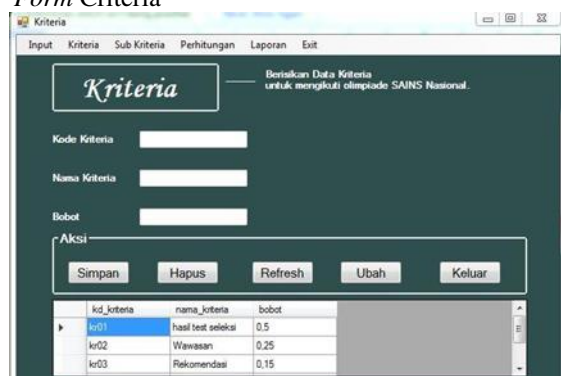 Form Criteria
Kriteria
Input Kriteria Sub Kriteria Perhitungan Laporan Exit
Kriteria
Berisikan Data Kriteria
untuk mengikuti olimpiade SAINS Nasional.
Kode Kriteria
Nama Kriteria
Bobot
Aksi
Simpan Hapus Refresh Ubah Keluar
kd_kriteria nama_kriteria bobot
kr01 hasil test seleksi 0,5
kr02 Wawasan 0,25
kr03 Rekomendasi 0,15